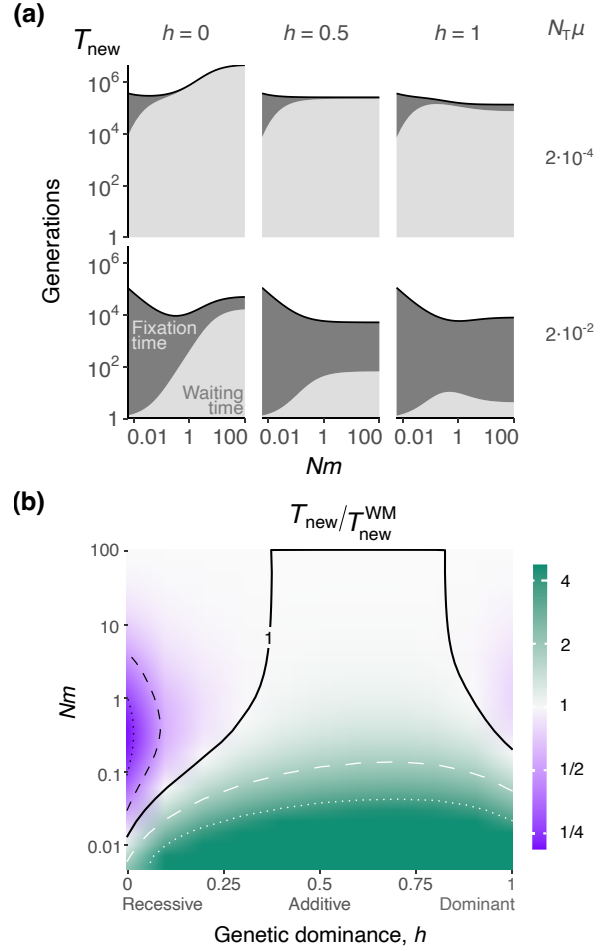 (a)
T_new h = 0 h = 0.5 h = 1 N_Tμ
10^6
10^4
10^2
1
2·10^-4
Generations
10^6
10^4
10^2
1
Fixation
time
Waiting
time
2·10^-2
0.01 1 100 0.01 1 100 0.01 1 100
Nm
(b)
T_new/T_new^WM
100
10
1
0.1
0.01
Nm
1
4
2
1
1/2
1/4
0 0.25 0.5 0.75 1
Recessive Additive Dominant
Genetic dominance, h